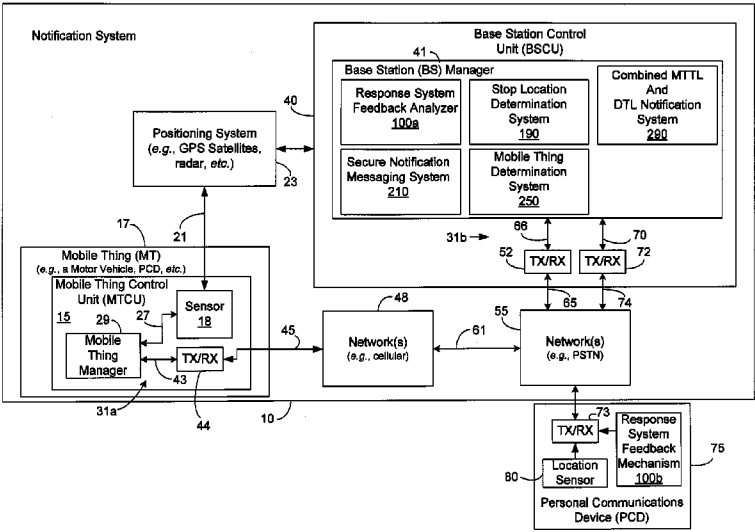 Notification System
Base Station Control
Unit (BSCU)
41
Base Station (BS) Manager
40
Response System
Feedback Analyzer
100a
Stop Location
Determination
System
190
Combined MTTL
And
DTL Notification
System
290
Secure Notification
Messaging System
210
Mobile Thing
Determination
System
250
Positioning System
(e.g., GPS Satellites,
radar, etc.)
23
21
17
66
70
31b
52
TX/RX
TX/RX
72
65
74
Mobile Thing (MT)
(e.g., a Motor Vehicle, PCD, etc.)
Mobile Thing Control
Unit (MTCU)
15
29
27
Sensor
18
Mobile
Thing
Manager
43
TX/RX
31a
44
45
48
Network(s)
(e.g., cellular)
61
55
Network(s)
(e.g., PSTN)
10
73
TX/RX
Response
System
Feedback
Mechanism
100b
75
80
Location
Sensor
Personal Communications
Device (PCD)